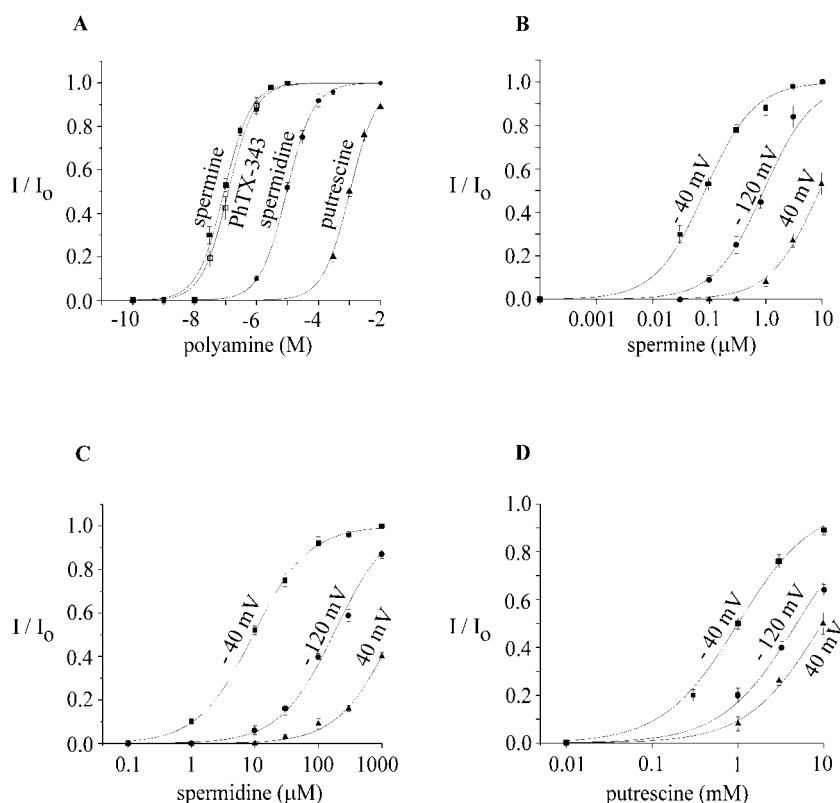 A
I / I₀
1.0
0.8
0.6
0.4
0.2
0.0
spermine
PhTX-343
spermidine
putrescine
-10 -8 -6 -4 -2
polyamine (M)
B
I / I₀
1.0
0.8
0.6
0.4
0.2
0.0
- 40 mV
- 120 mV
40 mV
0.001 0.01 0.1 1.0 10
spermine (μM)
C
I / I₀
1.0
0.8
0.6
0.4
0.2
0.0
- 40 mV
- 120 mV
40 mV
0.1 1 10 100 1000
spermidine (μM)
D
I / I₀
1.0
0.8
0.6
0.4
0.2
0.0
- 40 mV
- 120 mV
40 mV
0.01 0.1 1 10
putrescine (mM)